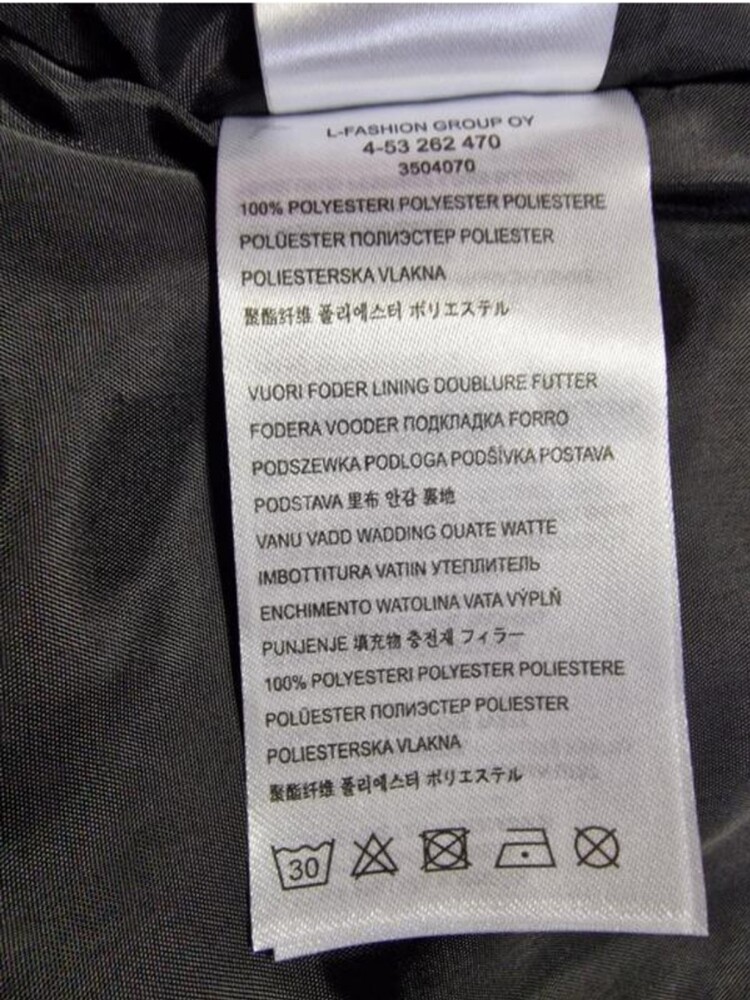 L-FASHION GROUP OY
4-53 262 470
3504070
100% POLYESTERI POLYESTER POLIESTERE
POLÜESTER ПОЛИЭСТЕР POLIESTER
POLIESTERSKA VLAKNA
聚酯纤维 폴리에스터 ポリエステル
VUORI FODER LINING DOUBLURE FUTTER
FODERA VOODER ПОДКЛАДКА FORRO
PODSZEWKA PODLOGA PODŠÍVKA POSTAVA
PODSTAVA 里布 안감 裏地
VANU VADD WADDING OUATE WATTE
IMBOTTITURA VATIIN УТЕПЛИТЕЛЬ
ENCHIMENTO WATOLINA VATA VÝPLŇ
PUNJENJE 填充物 충전재 フィラー
100% POLYESTERI POLYESTER POLIESTERE
POLÜESTER ПОЛИЭСТЕР POLIESTER
POLIESTERSKA VLAKNA
聚酯纤维 폴리에스터 ポリエステル
30